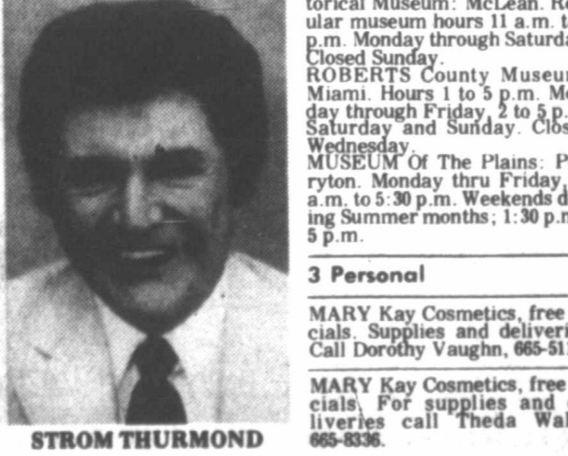 STROM THURMOND
torical Museum: McLean. Re
ular museum hours 11 a.m. t
p.m. Monday through Saturda
Closed Sunday.
ROBERTS County Museum
Miami. Hours 1 to 5 p.m. Mo
day through Friday, 2 to 5 p.
Saturday and Sunday. Clos
Wednesday.
MUSEUM Of The Plains: P
ryton. Monday thru Friday,
a.m. to 5:30 p.m. Weekends d
ing Summer months; 1:30 p.m
5 p.m.
3 Personal
MARY Kay Cosmetics, free
cials. Supplies and deliveri
Call Dorothy Vaughn, 665-511
MARY Kay Cosmetics, free
cials. For supplies and
liveries call Theda Wal
665-8336.